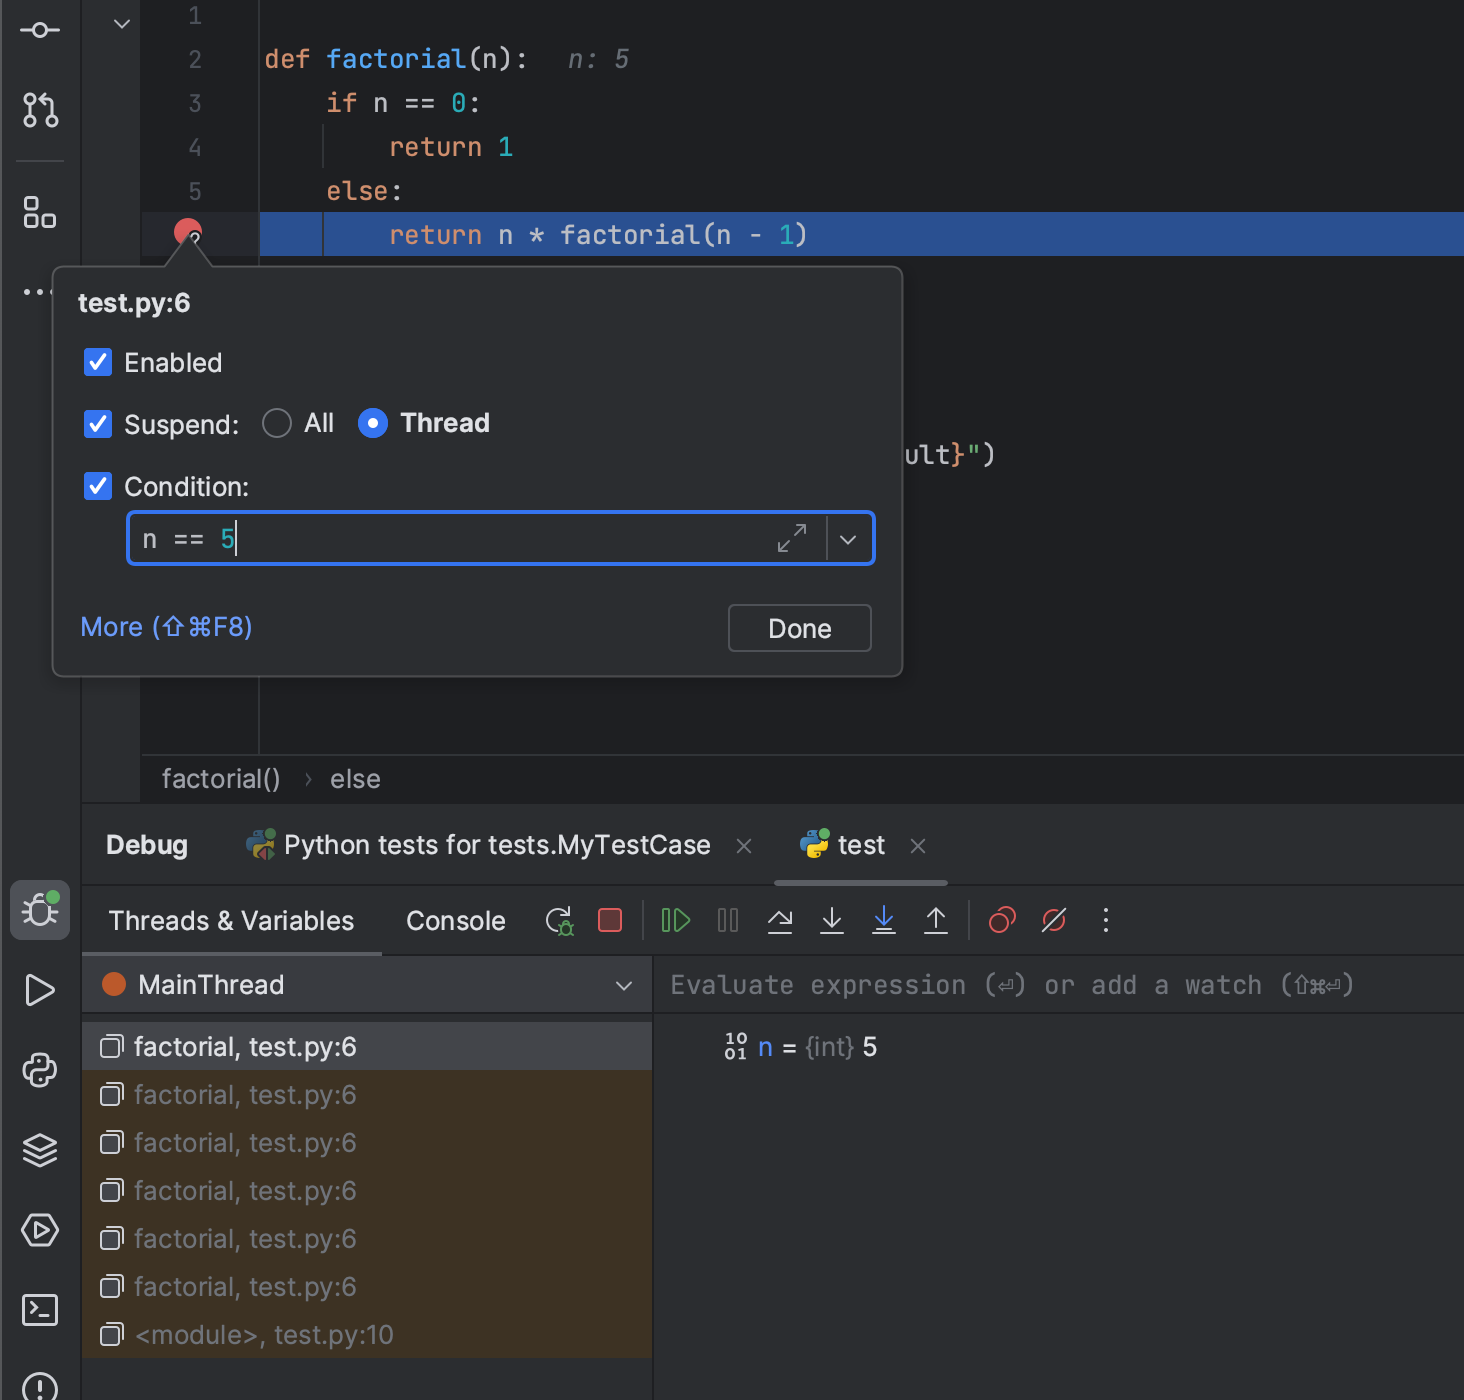 1
2 def factorial(n): n: 5
3 if n == 0:
4 return 1
5 else:
return n * factorial(n - 1)
test.py:6
Enabled
Suspend: All Thread
ult}")
Condition:
n == 5
More (⇧⌘F8) Done
factorial() › else
Debug Python tests for tests.MyTestCase × test ×
Threads & Variables Console
MainThread Evaluate expression (⏎) or add a watch (⇧⌘⏎)
factorial, test.py:6 n = {int} 5
factorial, test.py:6
factorial, test.py:6
factorial, test.py:6
factorial, test.py:6
factorial, test.py:6
<module>, test.py:10